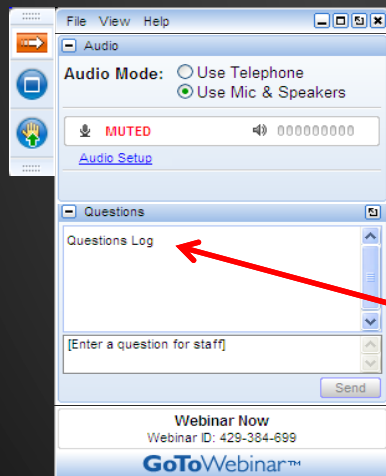 File View Help
Audio
Audio Mode: Use Telephone
Use Mic & Speakers
MUTED 000000000
Audio Setup
Questions
Questions Log
[Enter a question for staff]
Send
Webinar Now
Webinar ID: 429-384-699
GoToWebinar™